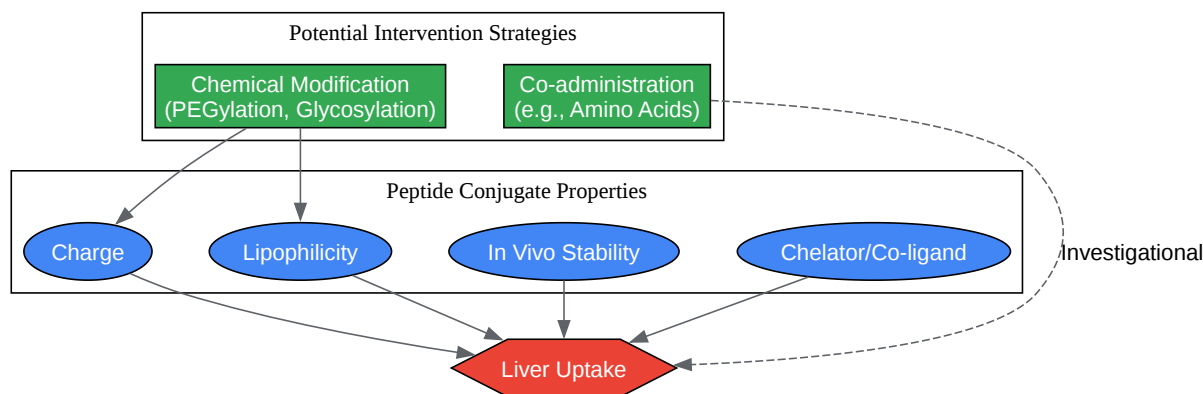 Potential Intervention Strategies
Chemical Modification
(PEGylation, Glycosylation)
Co-administration
(e.g., Amino Acids)
Peptide Conjugate Properties
Charge
Lipophilicity
In Vivo Stability
Chelator/Co-ligand
Investigational
Liver Uptake